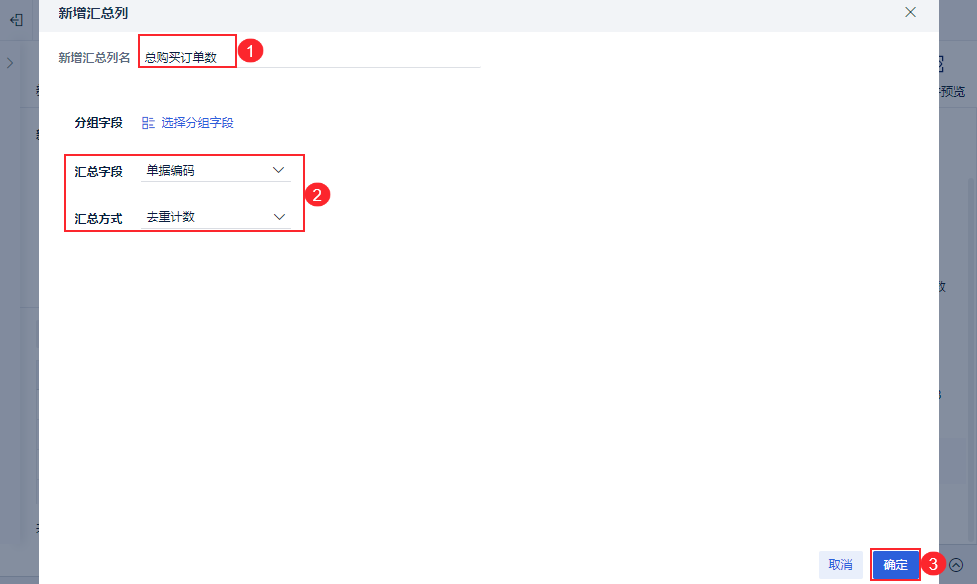 新增汇总列
新增汇总列名 总购买订单数 1
预览
分组字段 选择分组字段
汇总字段 单据编码
2
汇总方式 去重计数
数
取消 确定 3